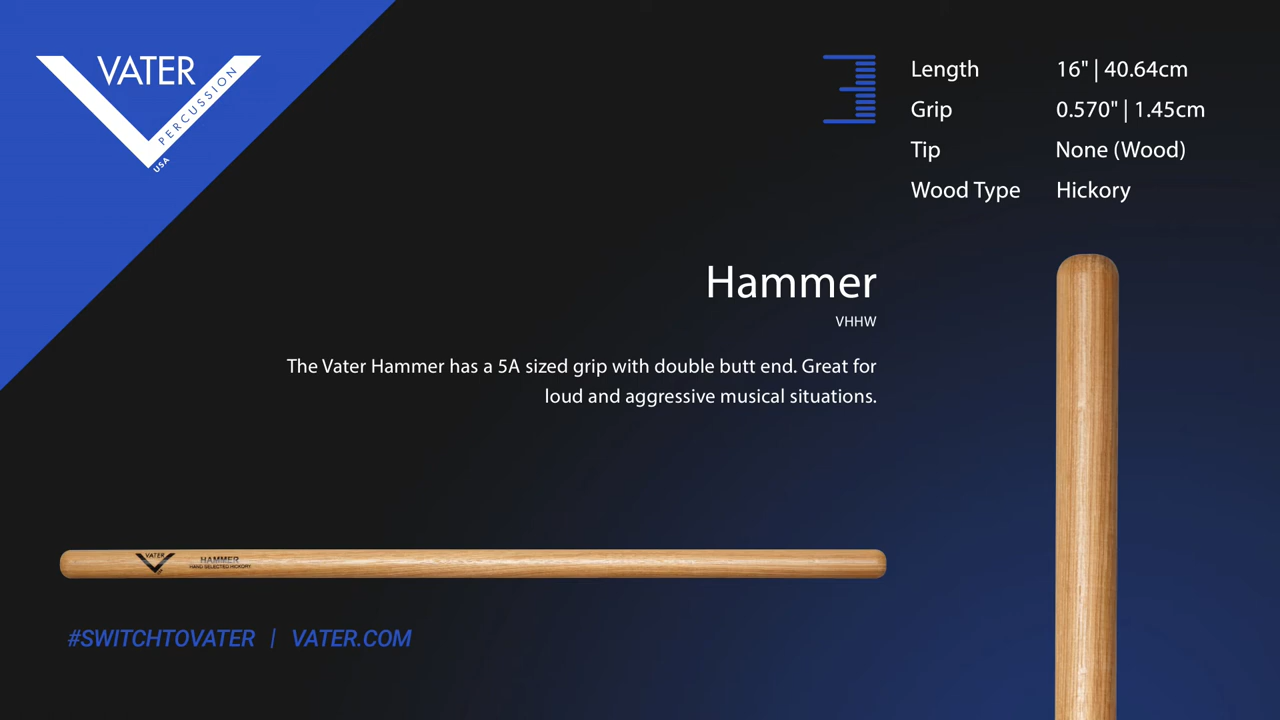 VATER
PERCUSSION
USA
Length 16" | 40.64cm
Grip 0.570" | 1.45cm
Tip None (Wood)
Wood Type Hickory
Hammer
VHHW
The Vater Hammer has a 5A sized grip with double butt end. Great for
loud and aggressive musical situations.
VATER
HAMMER
HAND SELECTED HICKORY
#SWITCHTOVATER | VATER.COM